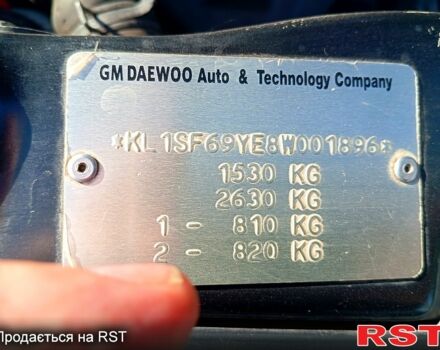 GM DAEWOO Auto & Technology Company
*KL1SF69YE8W001896*
1530 KG
2630 KG
1 - 810 KG
2 - 820 KG
Продається на RST
RST